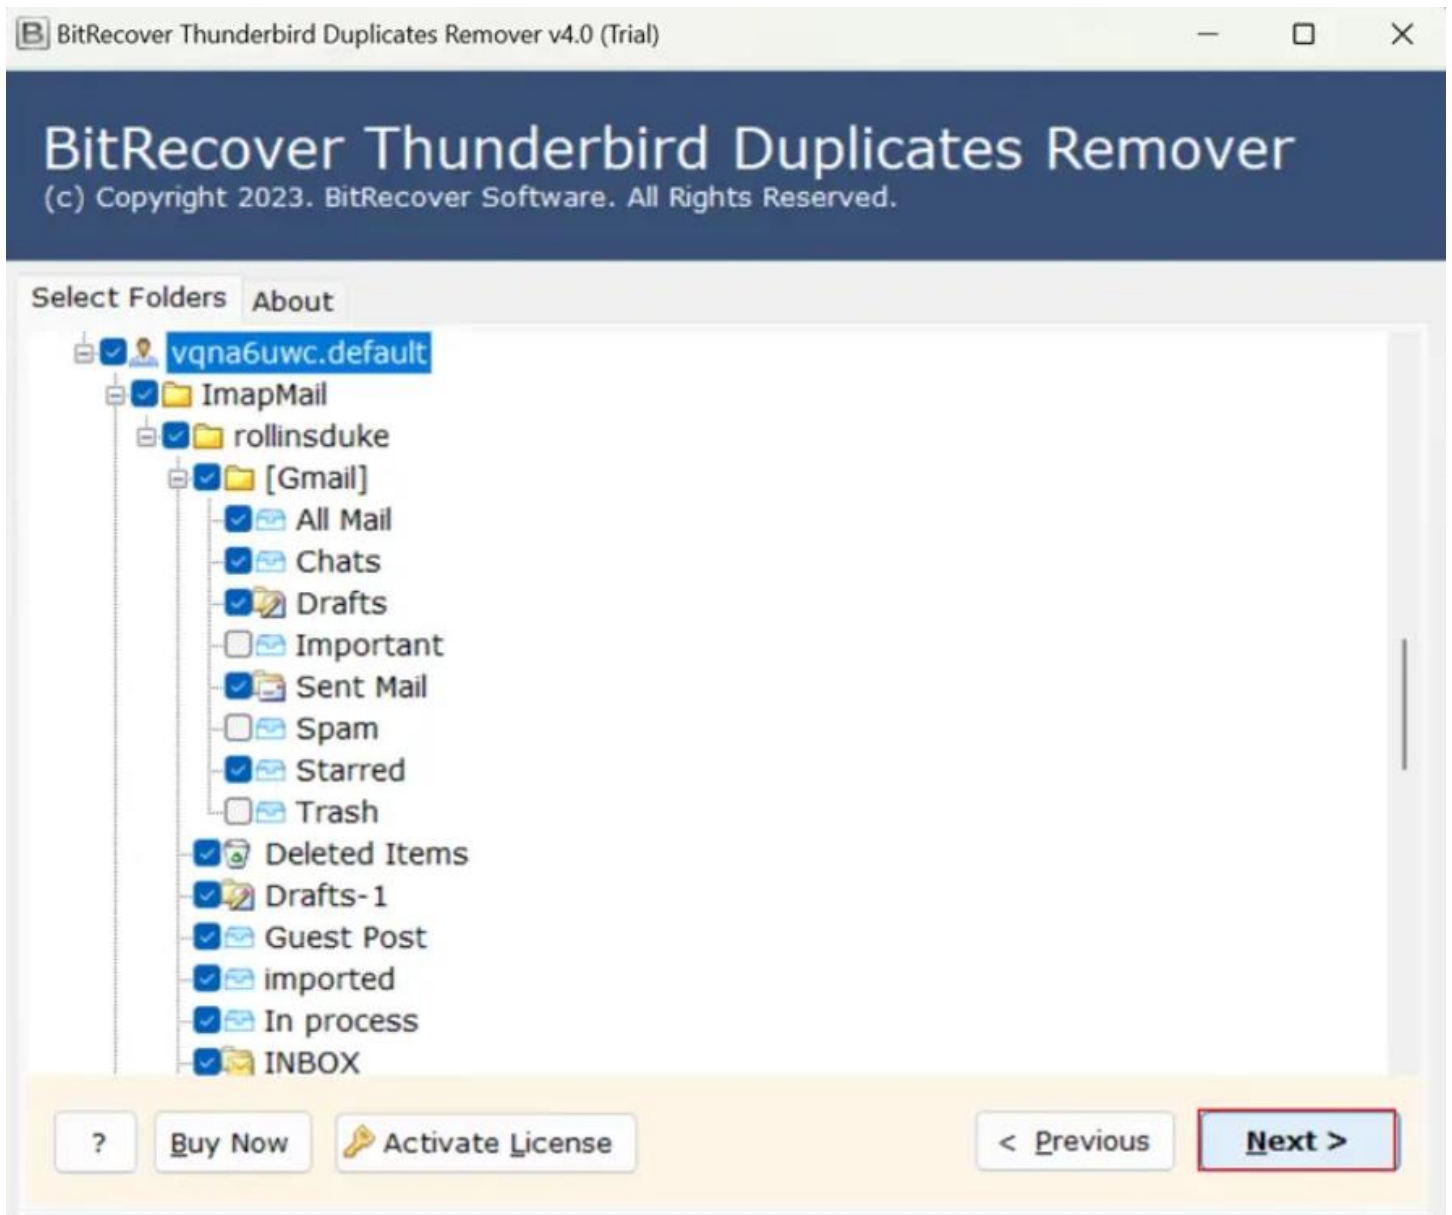 BitRecover Thunderbird Duplicates Remover v4.0 (Trial)
BitRecover Thunderbird Duplicates Remover
(c) Copyright 2023. BitRecover Software. All Rights Reserved.
Select Folders About
vqna6uwc.default
ImapMail
rollinsduke
[Gmail]
All Mail
Chats
Drafts
Important
Sent Mail
Spam
Starred
Trash
Deleted Items
Drafts-1
Guest Post
imported
In process
INBOX
? Buy Now Activate License < Previous Next >